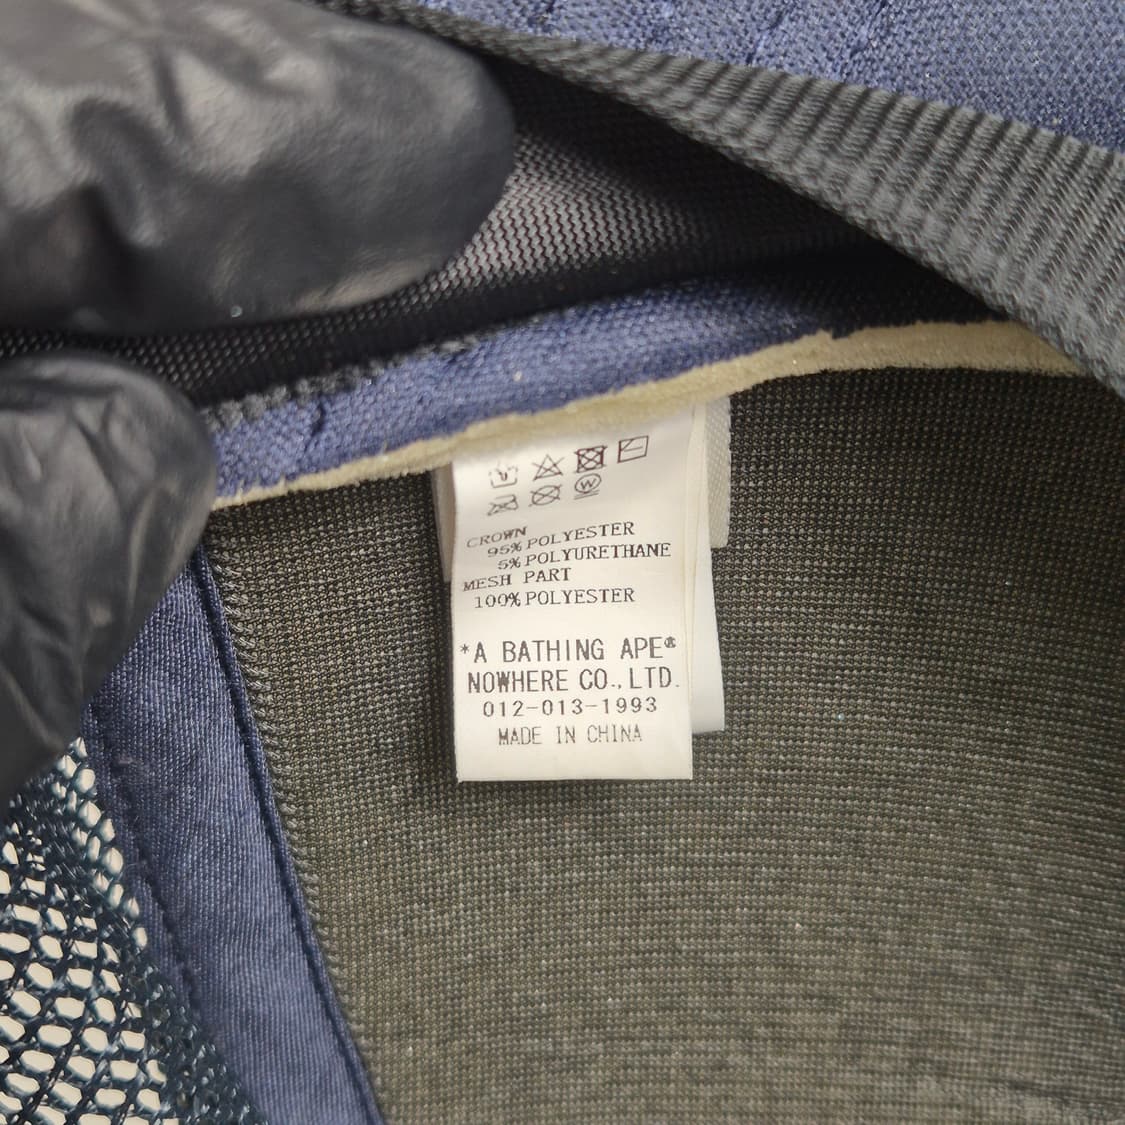 CROWN
95% POLYESTER
5% POLYURETHANE
MESH PART
100% POLYESTER
*A BATHING APE®
NOWHERE CO.,LTD.
012-013-1993
MADE IN CHINA